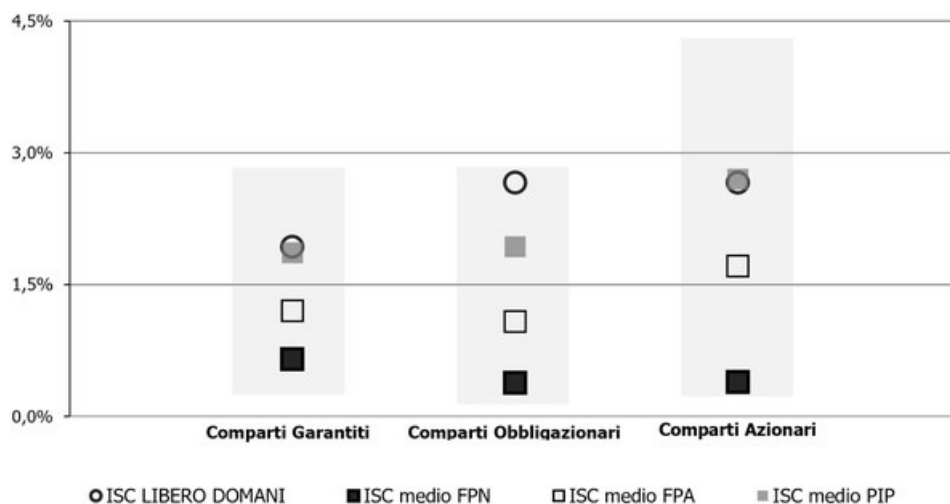 4,5%
3,0%
1,5%
0,0%
Comparti Garantiti Comparti Obbligazionari Comparti Azionari
ISC LIBERO DOMANI ISC medio FPN ISC medio FPA ISC medio PIP